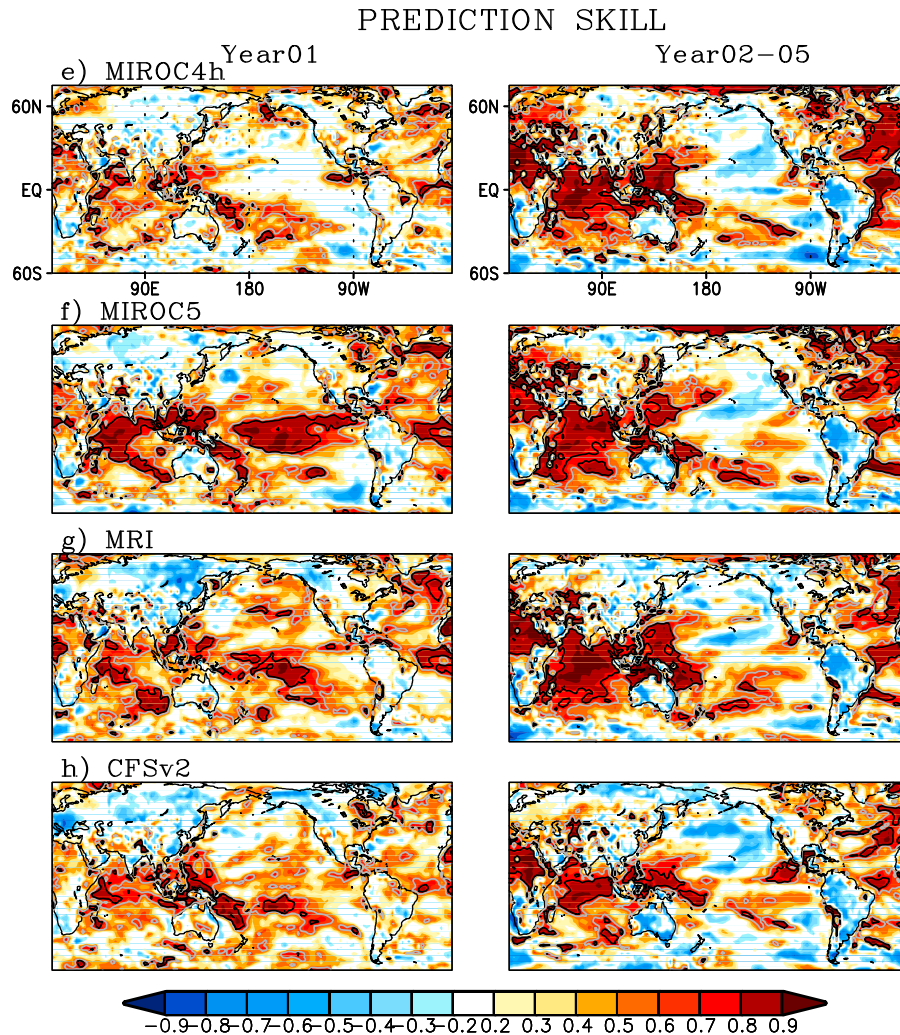 PREDICTION SKILL
Year01 Year02-05
e) MIROC4h
60N 60N
EQ EQ
60S 60S
90E 180 90W 90E 180 90W
f) MIROC5
g) MRI
h) CFSv2
-0.9-0.8-0.7-0.6-0.5-0.4-0.3-0.2 0.2 0.3 0.4 0.5 0.6 0.7 0.8 0.9